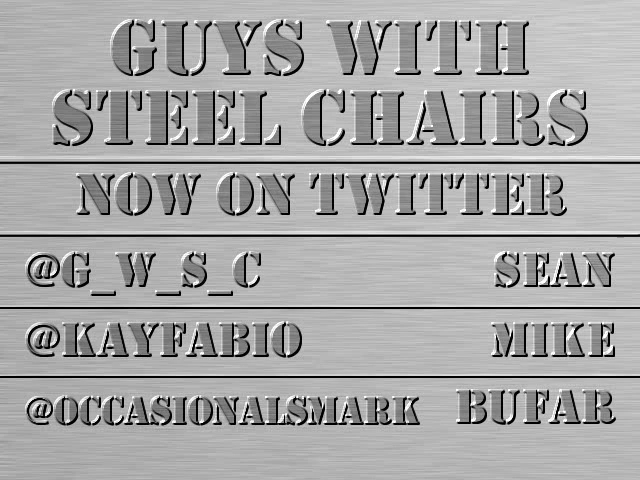 GUYS WITH
STEEL CHAIRS
NOW ON TWITTER
@G_W_S_C SEAN
@KAYFABIO MIKE
@OCCASIONALSMARK BUFAR